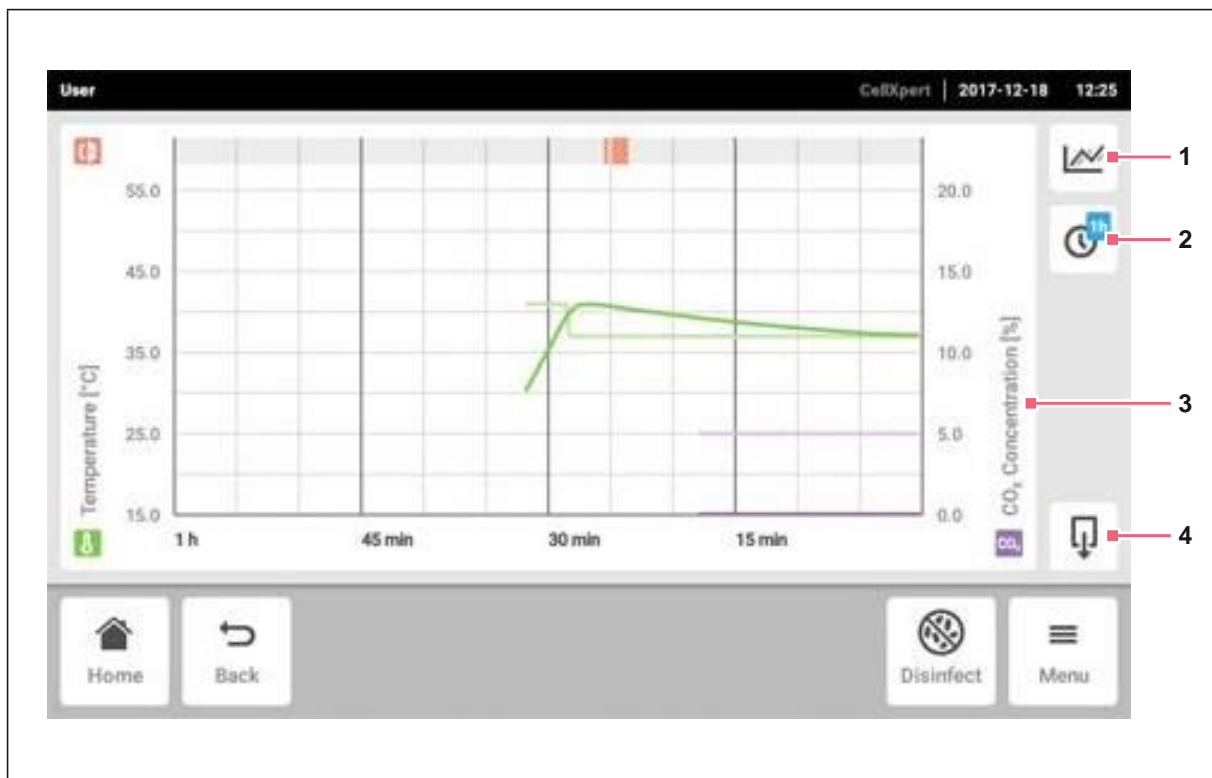 User CellXpert 2017-12-18 12:25
1
55.0 20.0
1h
2
45.0 15.0
35.0 10.0
Temperature [°C]
CO₂ Concentration [%]
3
25.0 5.0
15.0 0.0
1 h 45 min 30 min 15 min
CO₂
4
Home Back Disinfect Menu